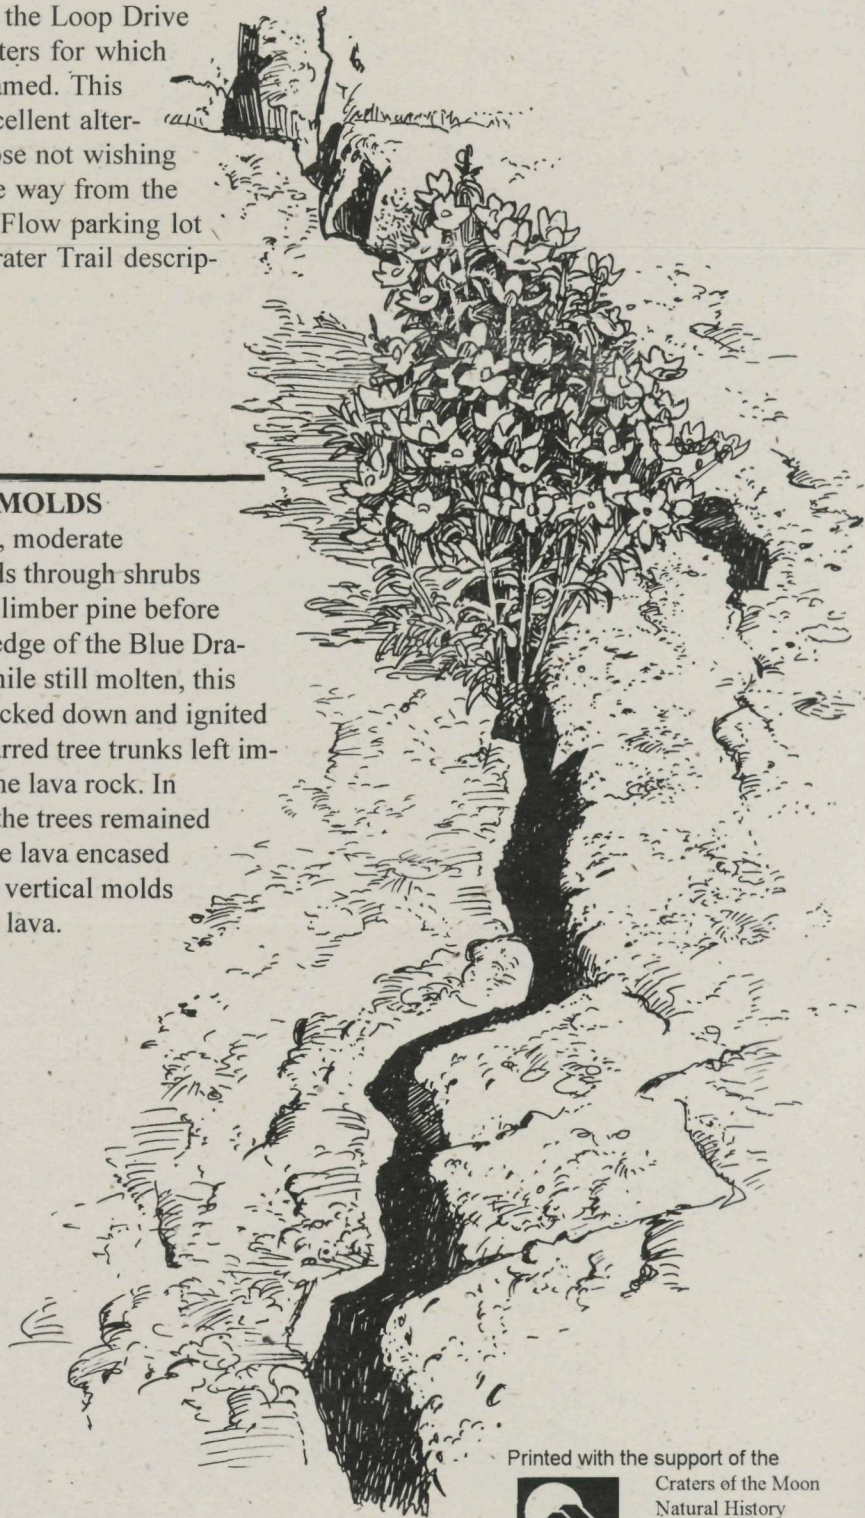 the Loop Drive
ters for which
amed. This
cellent alter-
ose not wishing
e way from the
Flow parking lot
rater Trail descrip-
MOLDS
, moderate
ds through shrubs
limber pine before
edge of the Blue Dra-
hile still molten, this
cked down and ignited
arred tree trunks left im-
he lava rock. In
the trees remained
e lava encased
vertical molds
lava.
Printed with the support of the
Craters of the Moon
Natural History